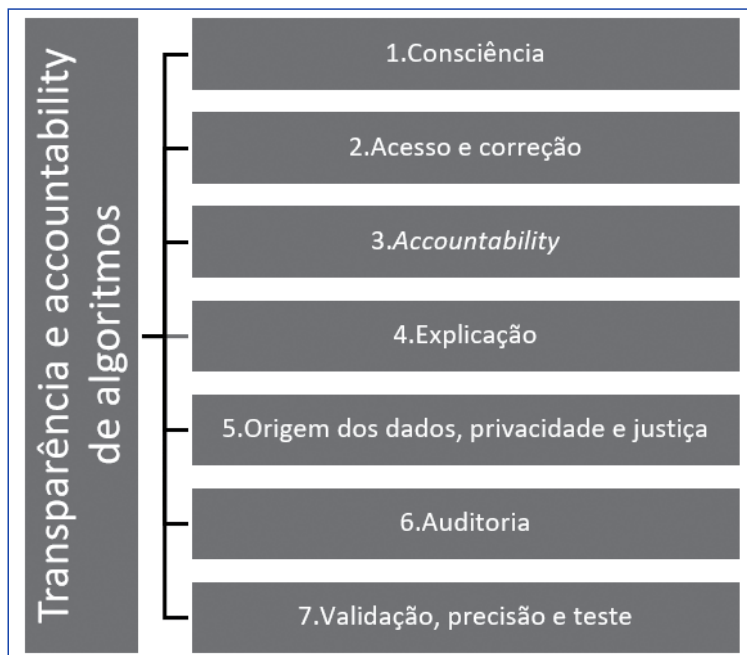 Transparência e accountability
de algoritmos
1.Consciência
2.Acesso e correção
3.Accountability
4.Explicação
5.Origem dos dados, privacidade e justiça
6.Auditoria
7.Validação, precisão e teste